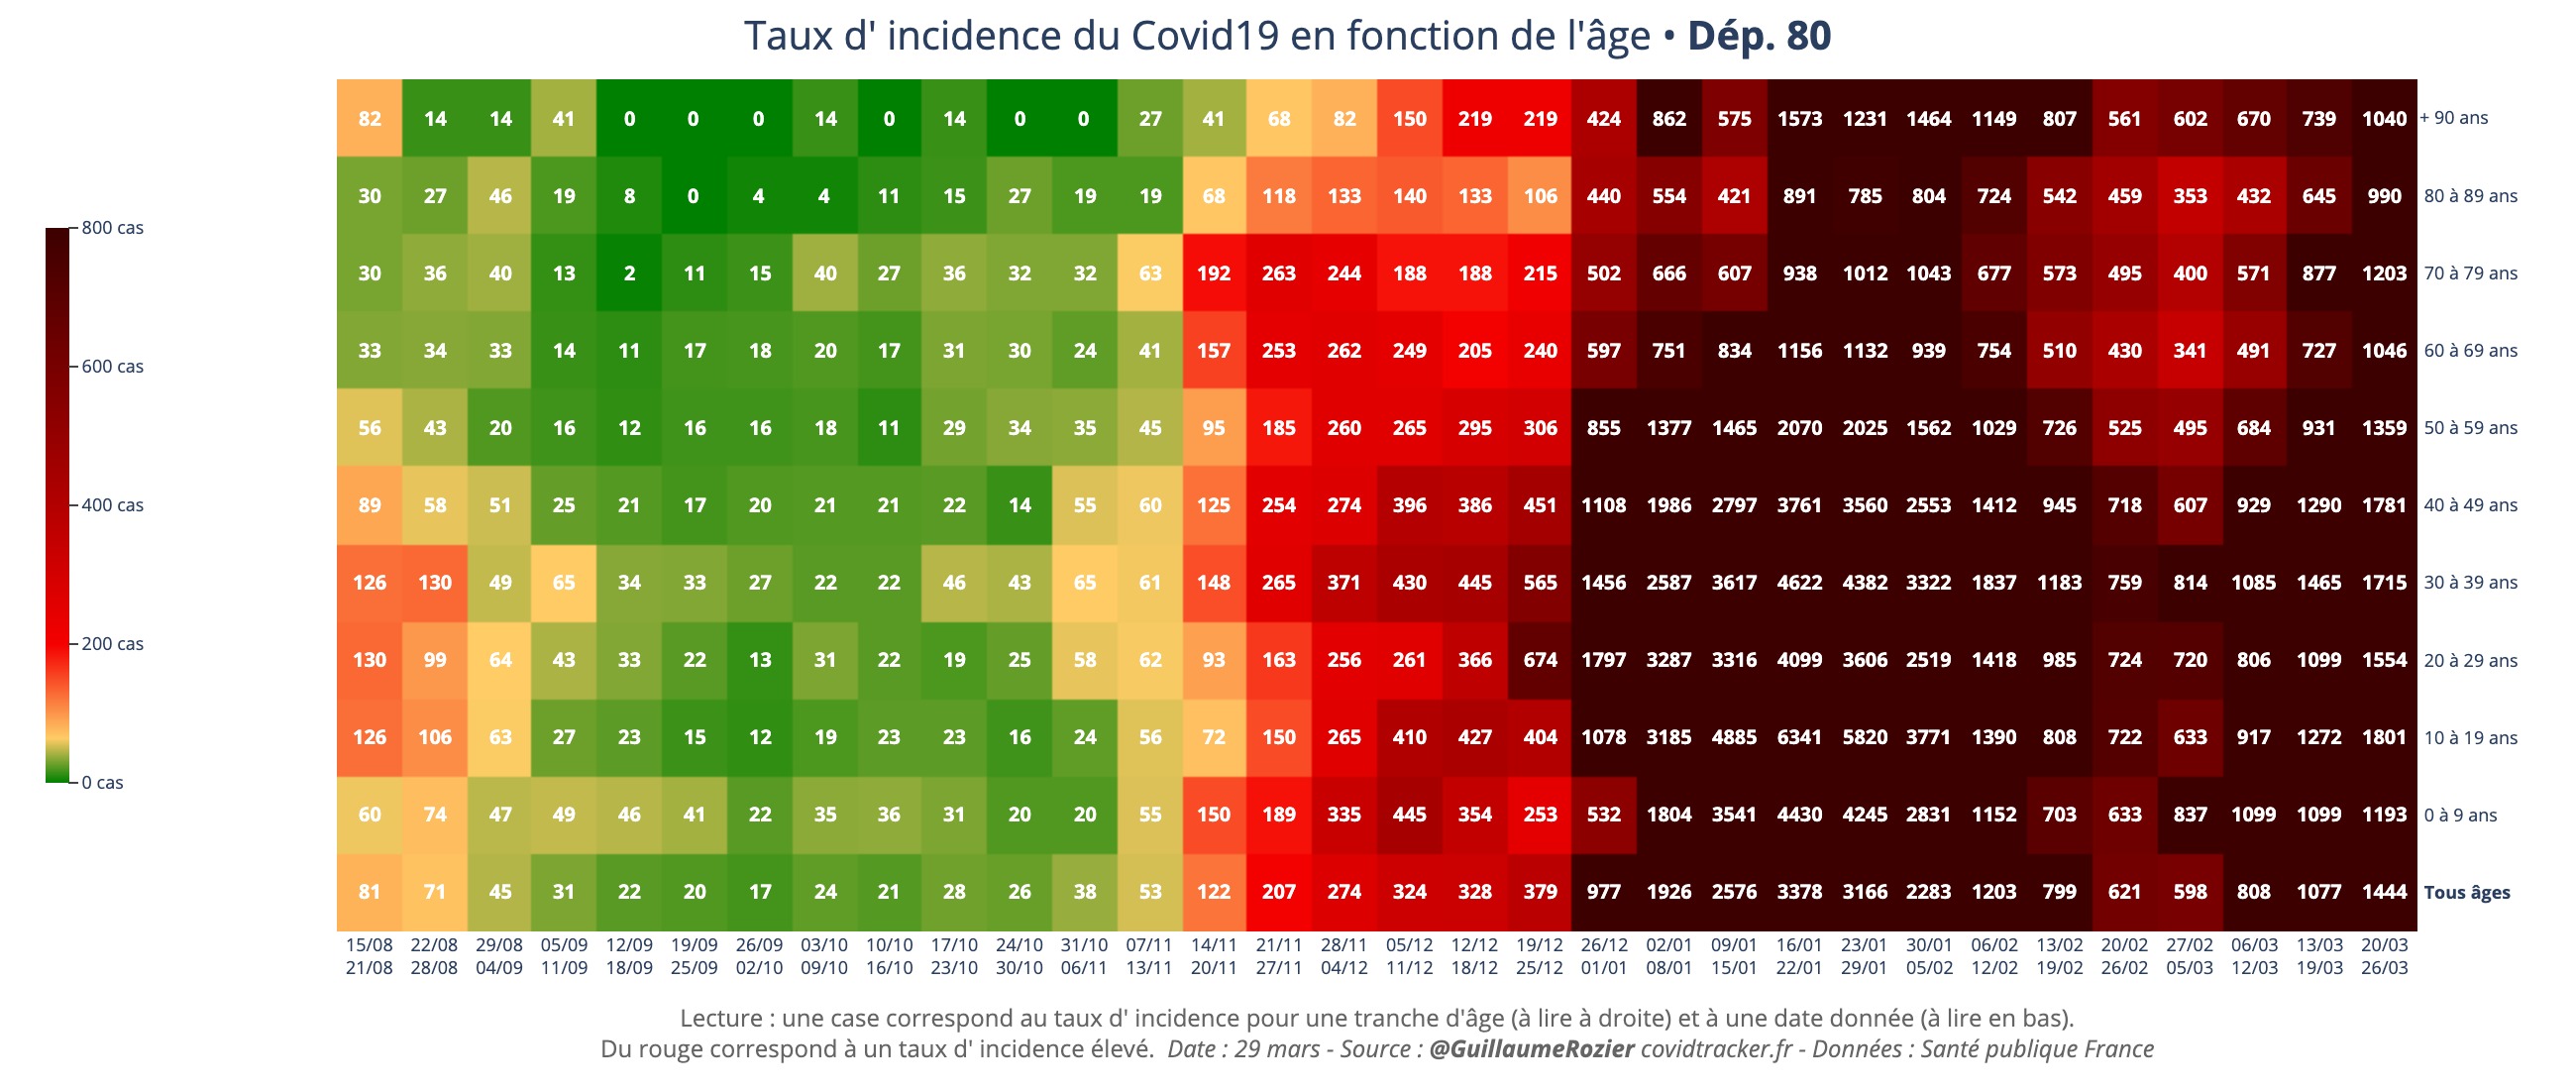 Taux d' incidence du Covid19 en fonction de l'âge • Dép. 80
82 14 14 41 0 0 0 14 0 14 0 0 27 41 68 82 150 219 219 424 862 575 1573 1231 1464 1149 807 561 602 670 739 1040 + 90 ans
30 27 46 19 8 0 4 4 11 15 27 19 19 68 118 133 140 133 106 440 554 421 891 785 804 724 542 459 353 432 645 990 80 à 89 ans
800 cas
30 36 40 13 2 11 15 40 27 36 32 32 63 192 263 244 188 188 215 502 666 607 938 1012 1043 677 573 495 400 571 877 1203 70 à 79 ans
33 34 33 14 11 17 18 20 17 31 30 24 41 157 253 262 249 205 240 597 751 834 1156 1132 939 754 510 430 341 491 727 1046 60 à 69 ans
600 cas
56 43 20 16 12 16 16 18 11 29 34 35 45 95 185 260 265 295 306 855 1377 1465 2070 2025 1562 1029 726 525 495 684 931 1359 50 à 59 ans
400 cas
89 58 51 25 21 17 20 21 21 22 14 55 60 125 254 274 396 386 451 1108 1986 2797 3761 3560 2553 1412 945 718 607 929 1290 1781 40 à 49 ans
126 130 49 65 34 33 27 22 22 46 43 65 61 148 265 371 430 445 565 1456 2587 3617 4622 4382 3322 1837 1183 759 814 1085 1465 1715 30 à 39 ans
200 cas
130 99 64 43 33 22 13 31 22 19 25 58 62 93 163 256 261 366 674 1797 3287 3316 4099 3606 2519 1418 985 724 720 806 1099 1554 20 à 29 ans
126 106 63 27 23 15 12 19 23 23 16 24 56 72 150 265 410 427 404 1078 3185 4885 6341 5820 3771 1390 808 722 633 917 1272 1801 10 à 19 ans
0 cas
60 74 47 49 46 41 22 35 36 31 20 20 55 150 189 335 445 354 253 532 1804 3541 4430 4245 2831 1152 703 633 837 1099 1099 1193 0 à 9 ans
81 71 45 31 22 20 17 24 21 28 26 38 53 122 207 274 324 328 379 977 1926 2576 3378 3166 2283 1203 799 621 598 808 1077 1444 Tous âges
15/08 22/08 29/08 05/09 12/09 19/09 26/09 03/10 10/10 17/10 24/10 31/10 07/11 14/11 21/11 28/11 05/12 12/12 19/12 26/12 02/01 09/01 16/01 23/01 30/01 06/02 13/02 20/02 27/02 06/03 13/03 20/03
21/08 28/08 04/09 11/09 18/09 25/09 02/10 09/10 16/10 23/10 30/10 06/11 13/11 20/11 27/11 04/12 11/12 18/12 25/12 01/01 08/01 15/01 22/01 29/01 05/02 12/02 19/02 26/02 05/03 12/03 19/03 26/03
Lecture : une case correspond au taux d' incidence pour une tranche d'âge (à lire à droite) et à une date donnée (à lire en bas).
Du rouge correspond à un taux d' incidence élevé. Date : 29 mars - Source : @GuillaumeRozier covidtracker.fr - Données : Santé publique France